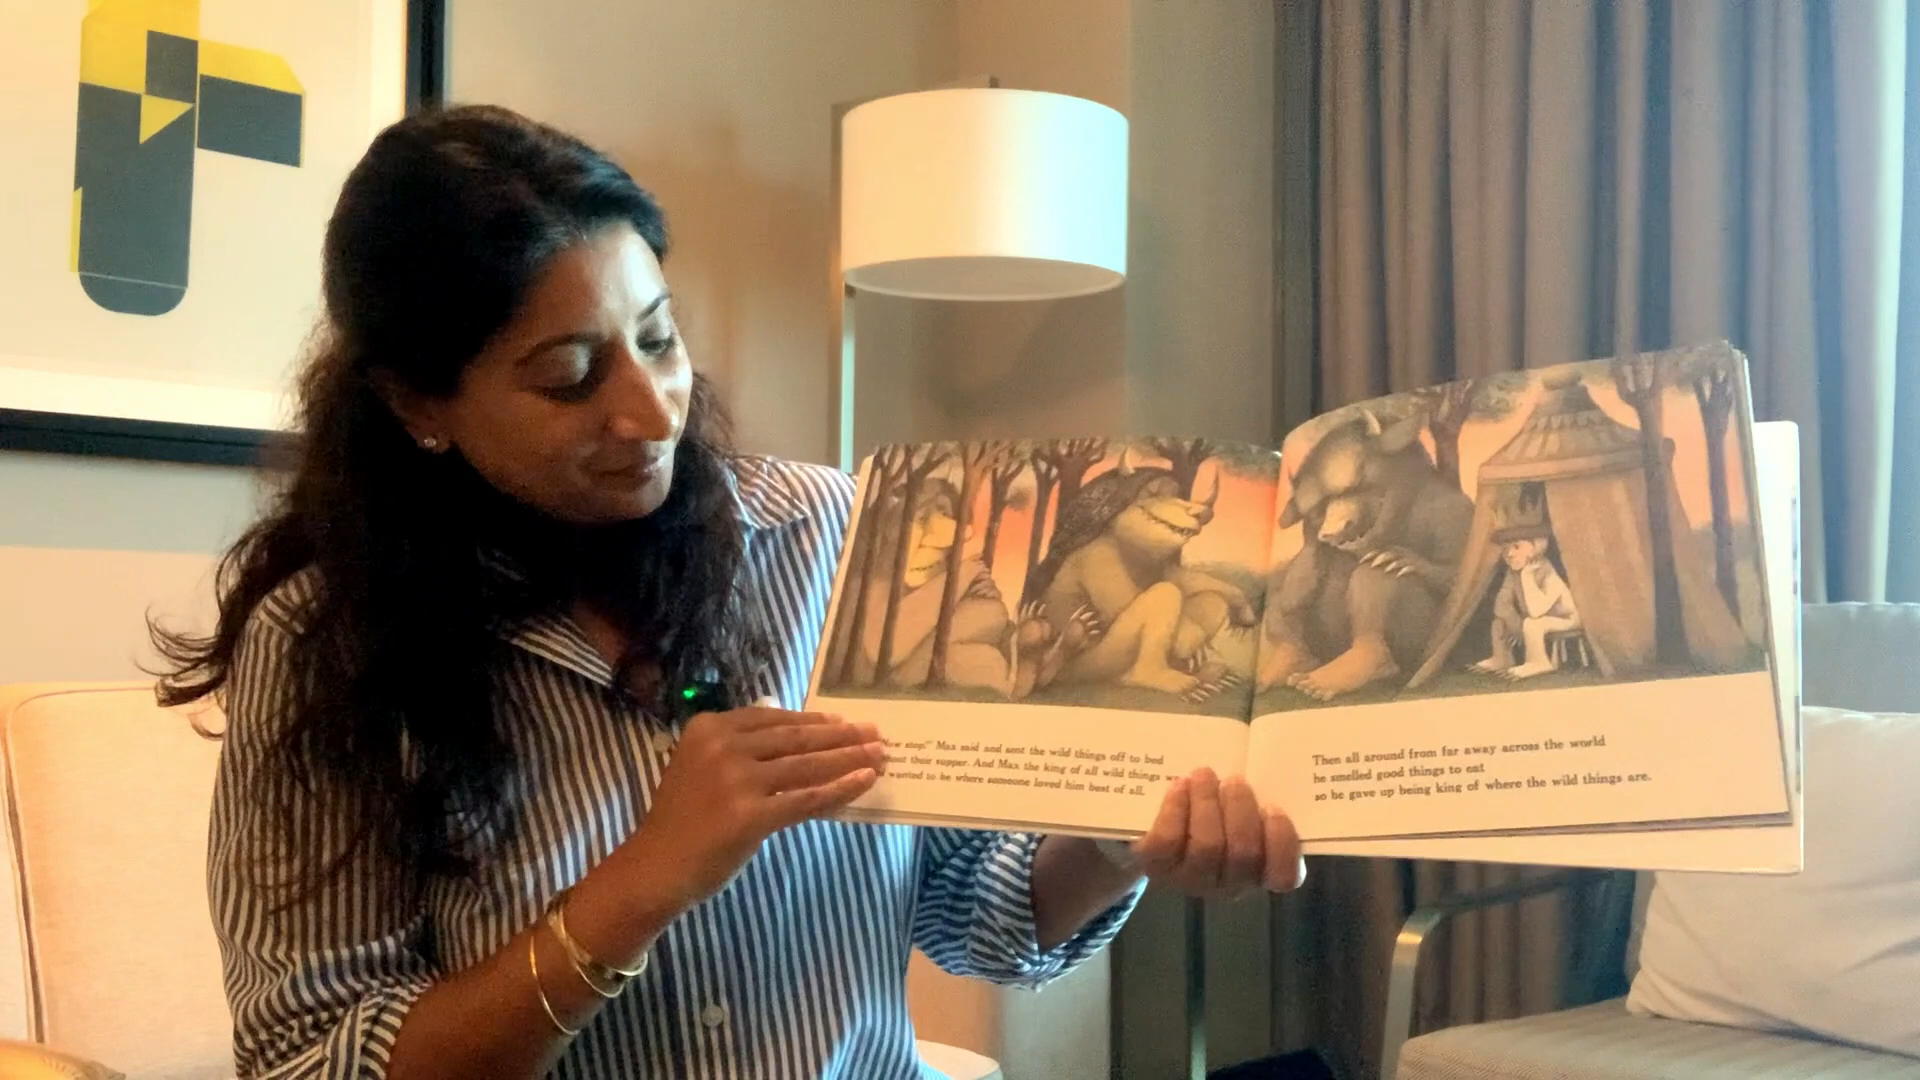 Now stop!" Max said and sent the wild things off to bed
their supper. And Max the king of all wild things
wanted to be where someone loved him best of all.
Then all around from far away across the world
he smelled good things to eat
so he gave up being king of where the wild things are.